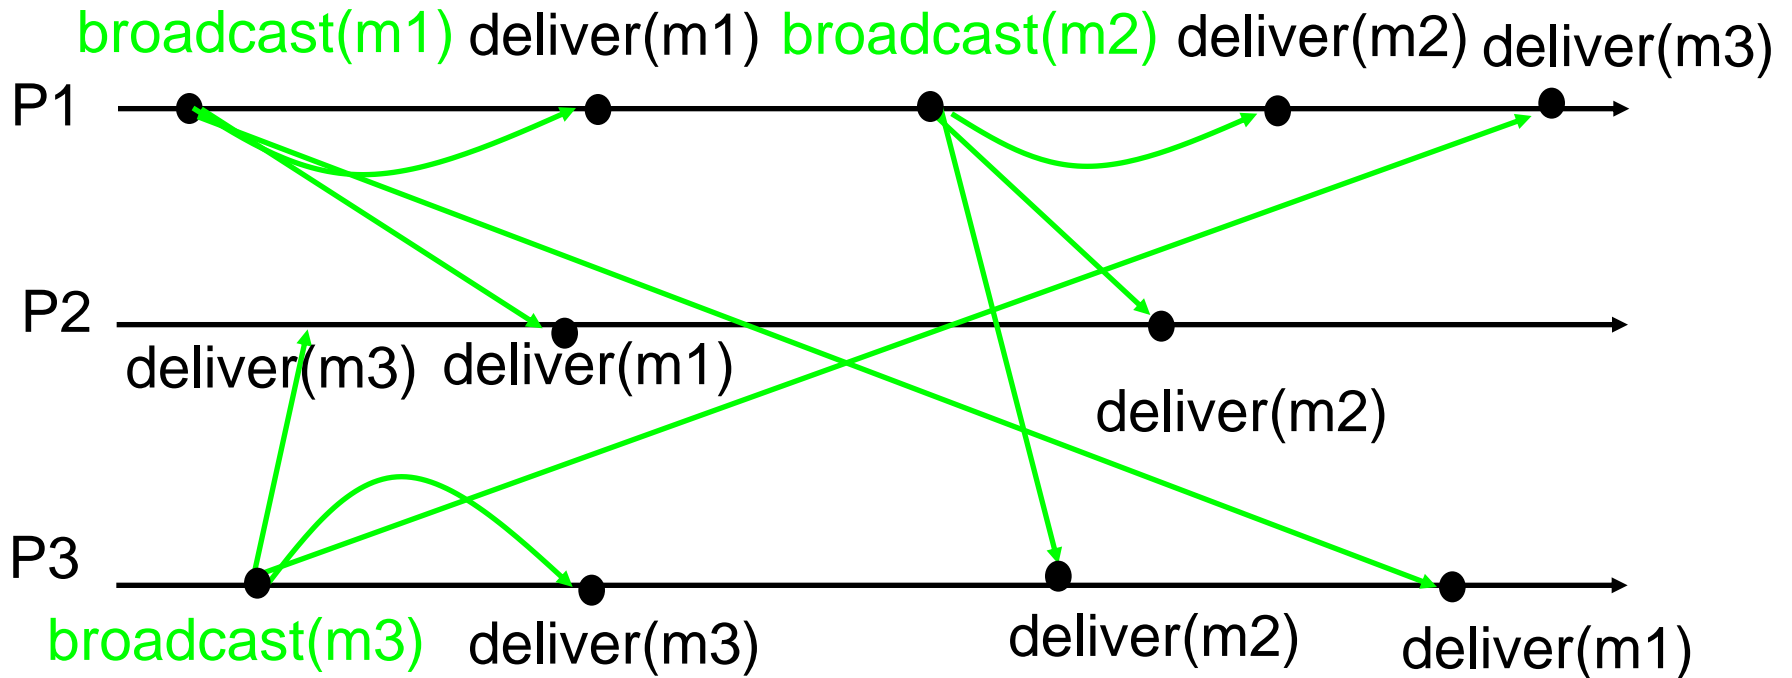 broadcast(m1) deliver(m1) broadcast(m2) deliver(m2) deliver(m3)
P1
P2
deliver(m3) deliver(m1)
deliver(m2)
P3
broadcast(m3) deliver(m3) deliver(m2) deliver(m1)